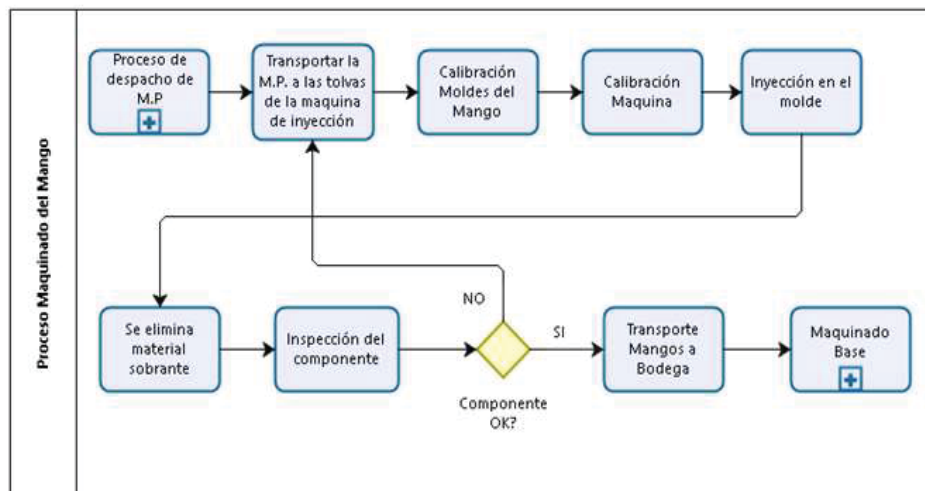 Proceso Maquinado del Mango
Proceso de
despacho de
M.P
Transportar la
M.P. a las tolvas
de la maquina
de inyección
Calibración
Moldes del
Mango
Calibración
Maquina
Inyección en el
molde
Se elimina
material
sobrante
Inspección del
componente
NO
SI
Componente
OK?
Transporte
Mangos a
Bodega
Maquinado
Base